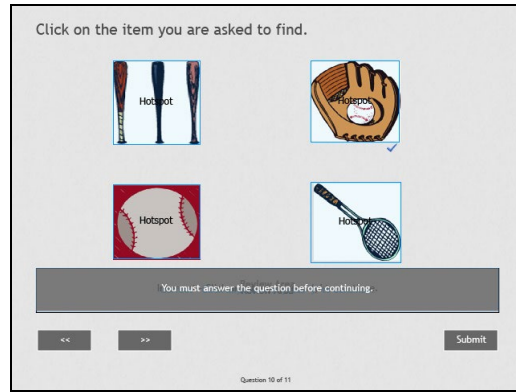 Click on the item you are asked to find.
Hotspot
Hotspot
Hotspot
Hotspot
You must answer the question before continuing.
<<
>>
Submit
Question 10 of 11